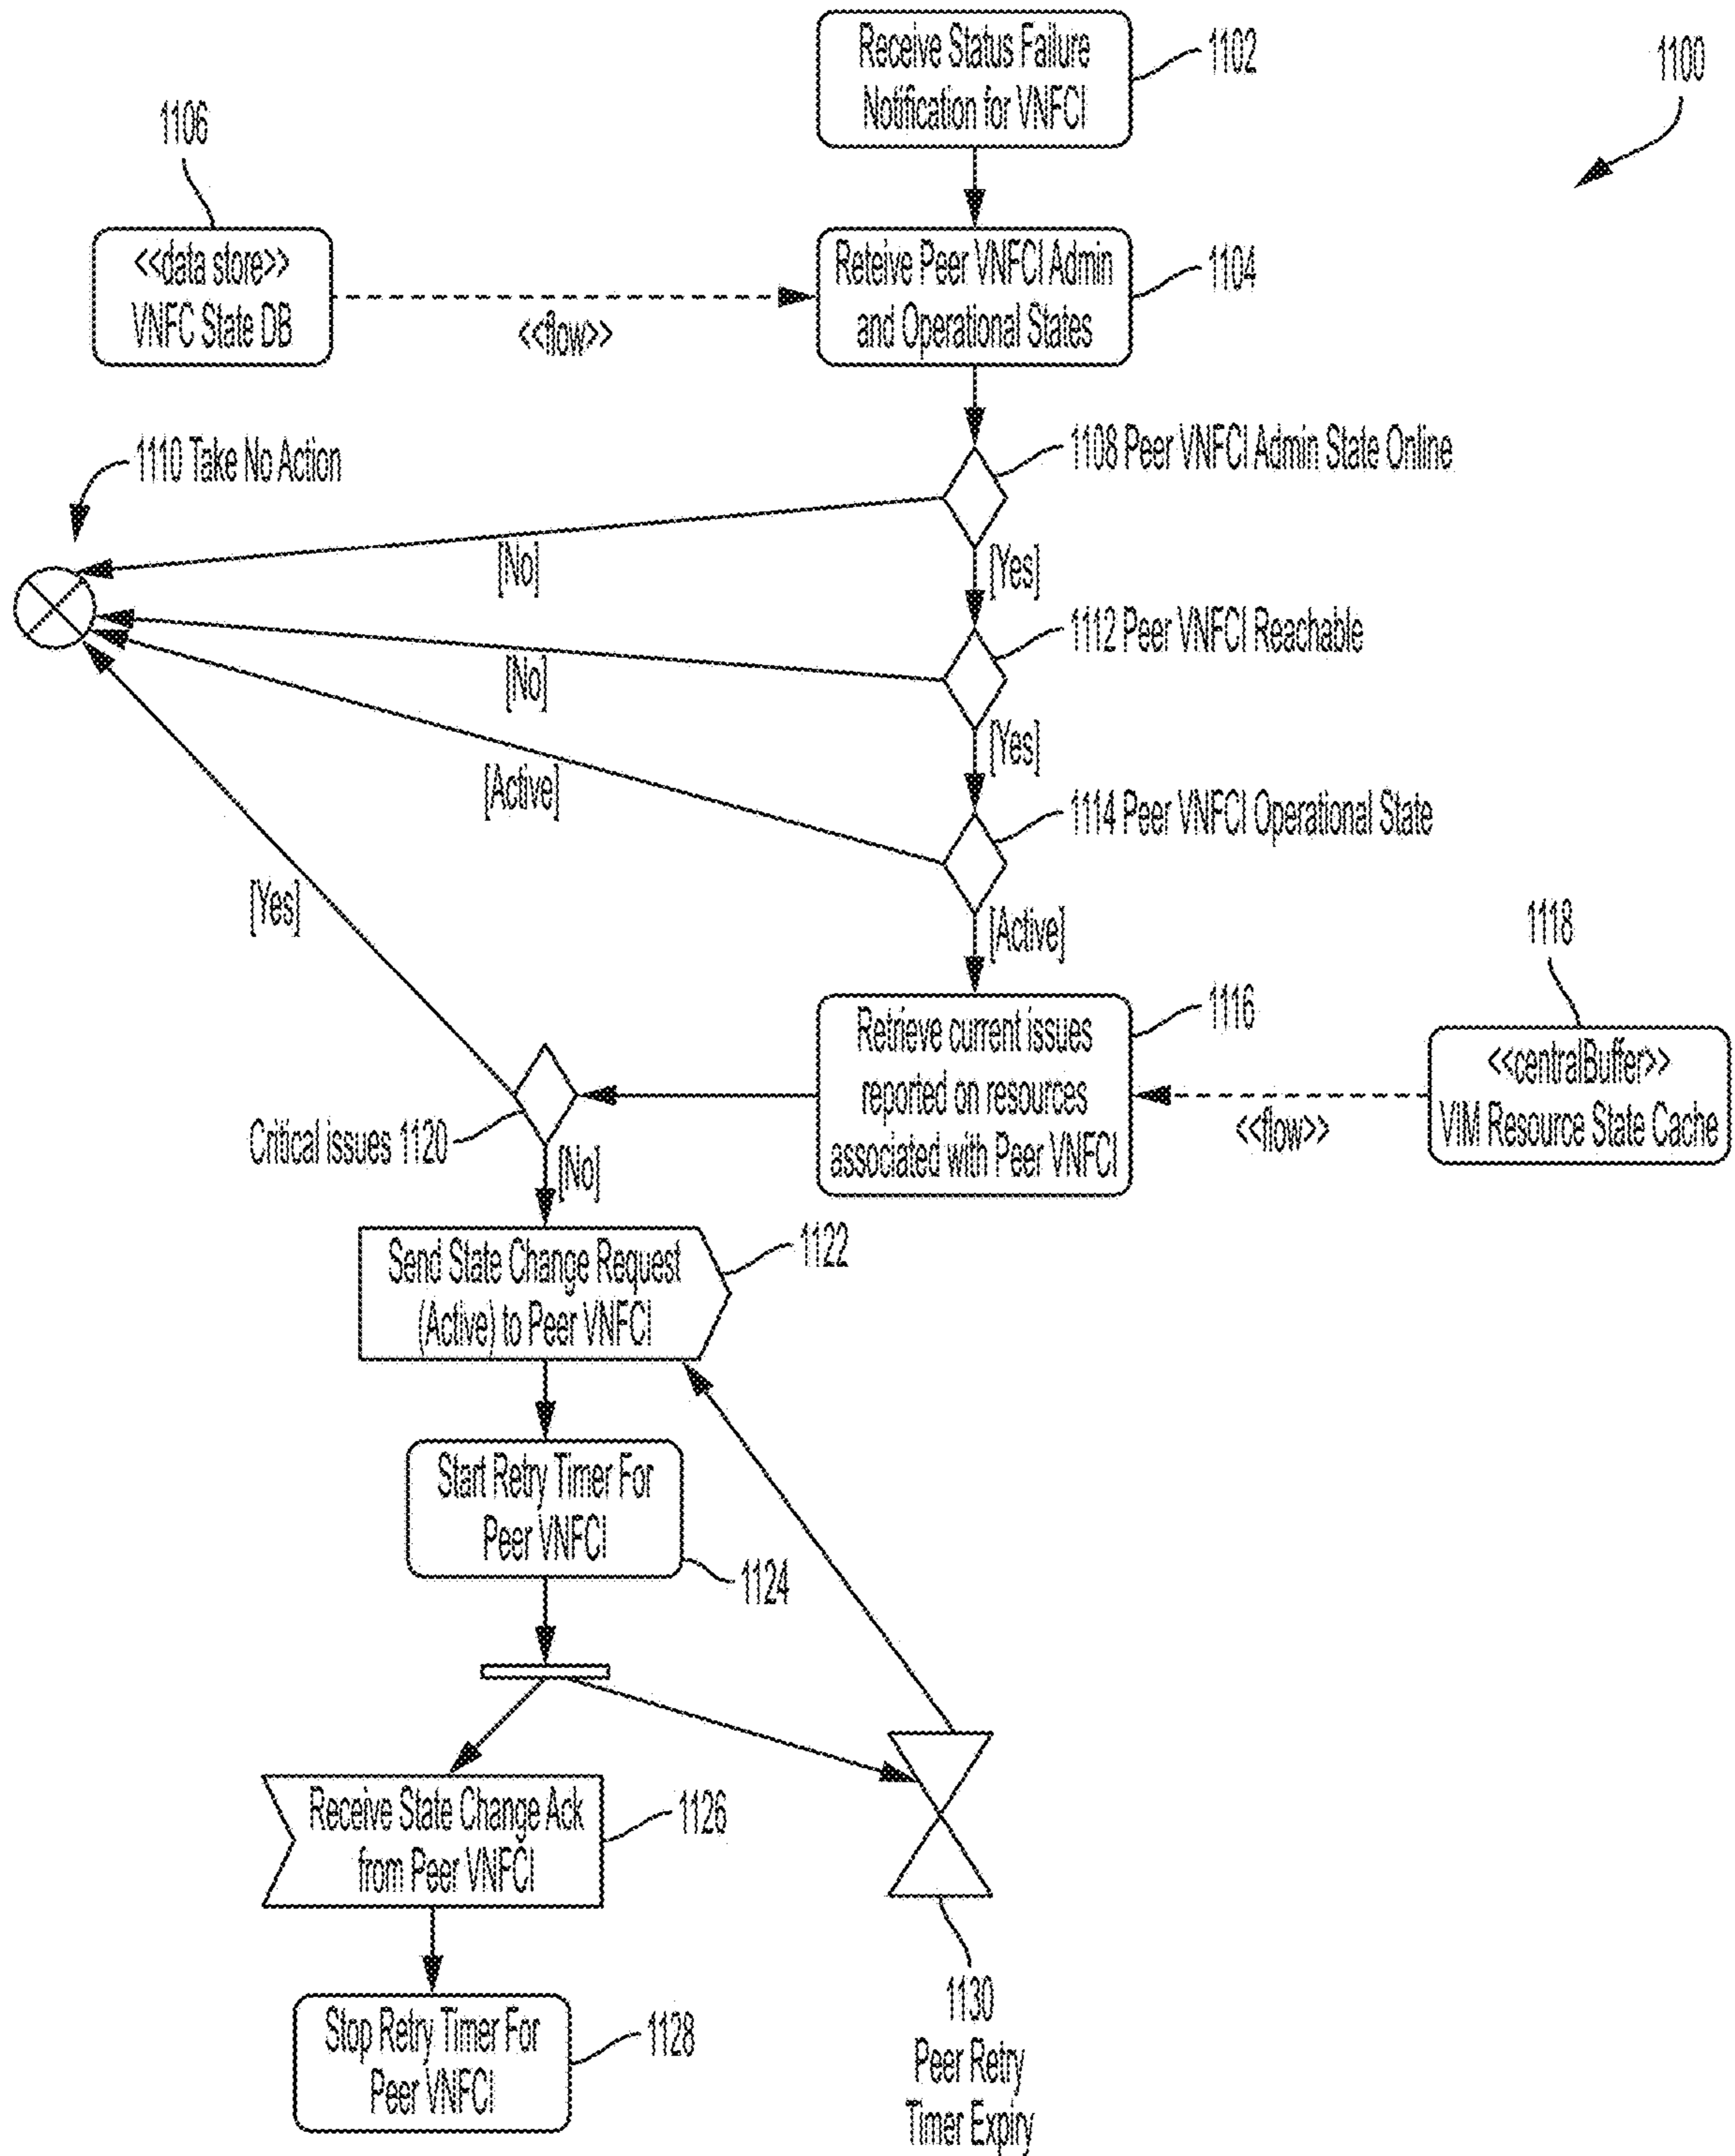 Receive Status Failure
Notification for VNFCI
1102
1100
1106
<<data store>>
VNFC State DB
<<flow>>
Reteive Peer VNFCI Admin
and Operational States
1104
1110 Take No Action
1108 Peer VNFCI Admin State Online
[No]
[Yes]
1112 Peer VNFCI Reachable
[No]
[Yes]
[Active]
1114 Peer VNFCI Operational State
[Yes]
[Active]
1118
1116
Retrieve current issues
reported on resources
associated with Peer VNFCI
<<centralBuffer>>
VIM Resource State Cache
<<flow>>
Critical issues 1120
[No]
Send State Change Request
(Active) to Peer VNFCI
1122
Start Retry Timer For
Peer VNFCI
1124
Receive State Change Ack
from Peer VNFCI
1126
Stop Retry Timer For
Peer VNFCI
1128
1130
Peer Retry
Timer Expiry